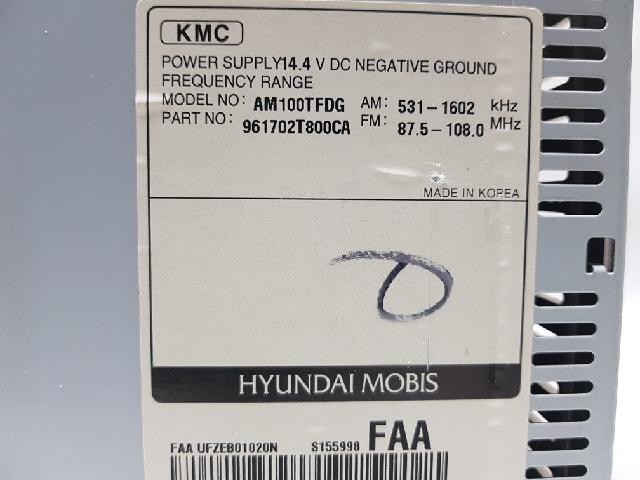 KMC
POWER SUPPLY14.4 V DC NEGATIVE GROUND
FREQUENCY RANGE
MODEL NO: AM100TFDG AM: 531-1602 kHz
PART NO: 961702T800CA FM: 87.5-108.0 MHz
MADE IN KOREA
HYUNDAI MOBIS
FAA UFZEB01020N S155998 FAA